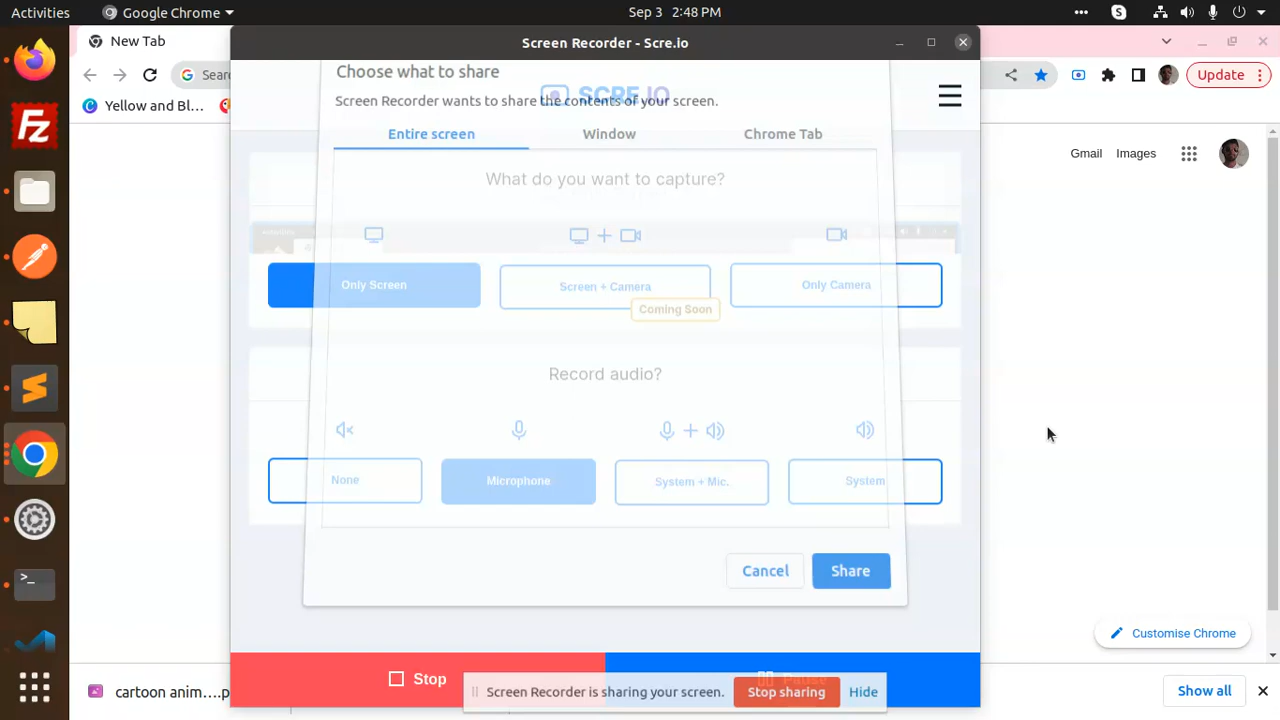 Activities Google Chrome Sep 3 2:48 PM
New Tab
Screen Recorder - Scre.io
Update
Choose what to share
SCRE.IO
Screen Recorder wants to share the contents of your screen.
Yellow and Bl...
Entire screen Window Chrome Tab
Gmail Images
What do you want to capture?
Only Screen Screen + Camera Only Camera
Coming Soon
Record audio?
None Microphone System + Mic. System
Cancel Share
Customise Chrome
Stop Pause
Screen Recorder is sharing your screen. Stop sharing Hide
cartoon anim....p
Show all